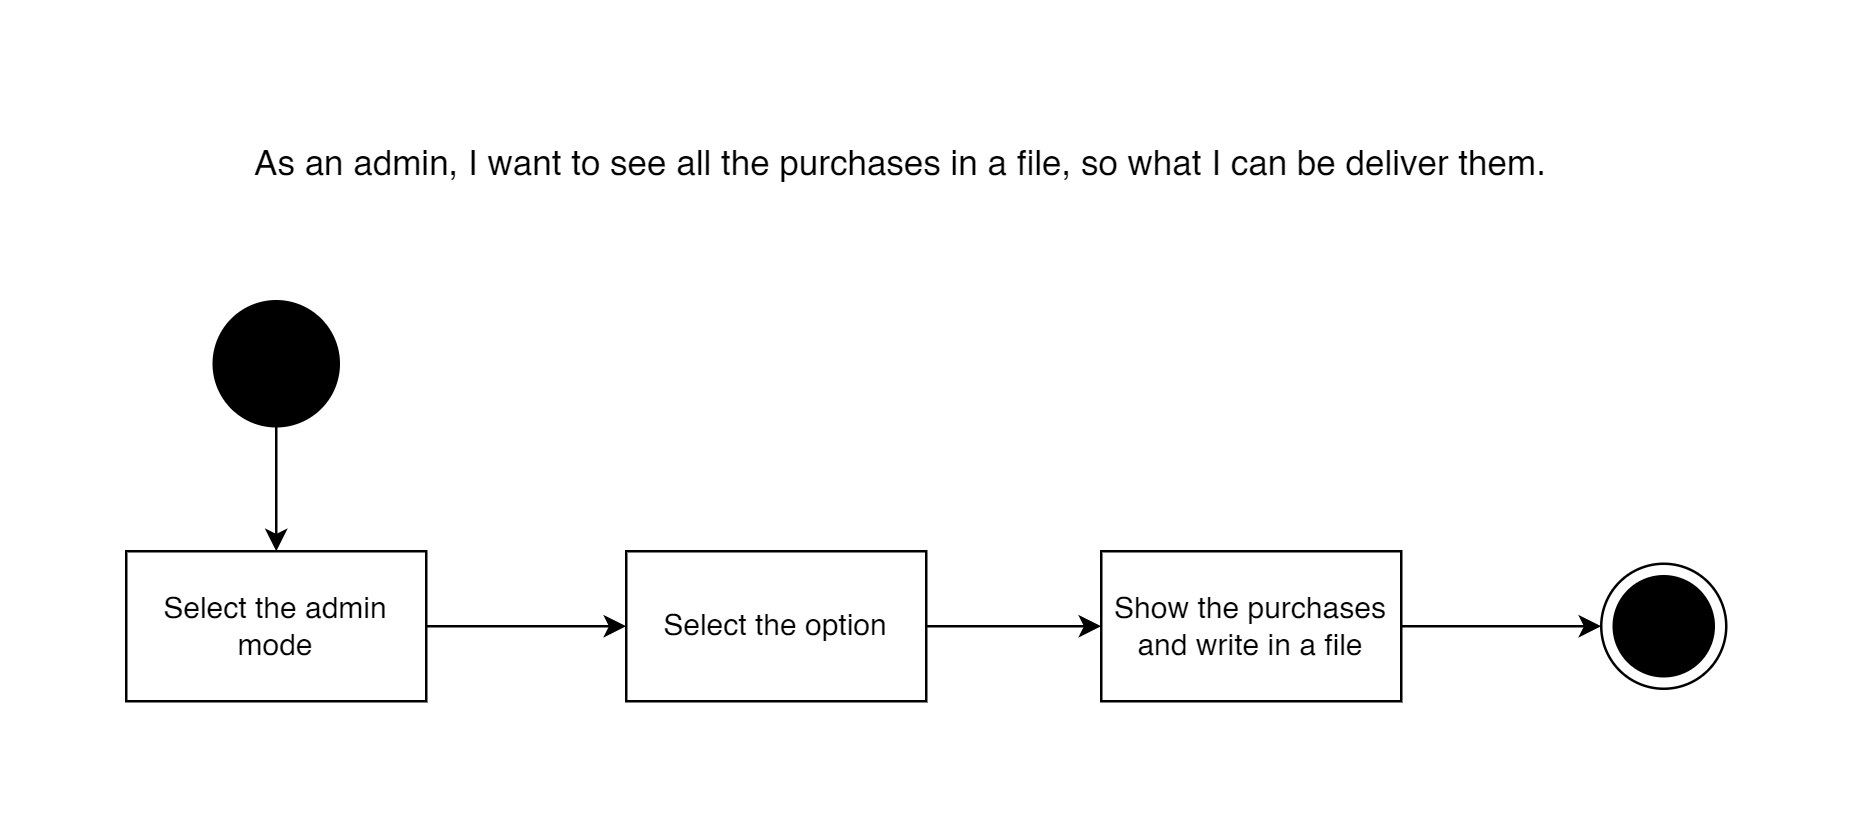 As an admin, I want to see all the purchases in a file, so what I can be deliver them.
Select the admin
mode
Select the option
Show the purchases
and write in a file